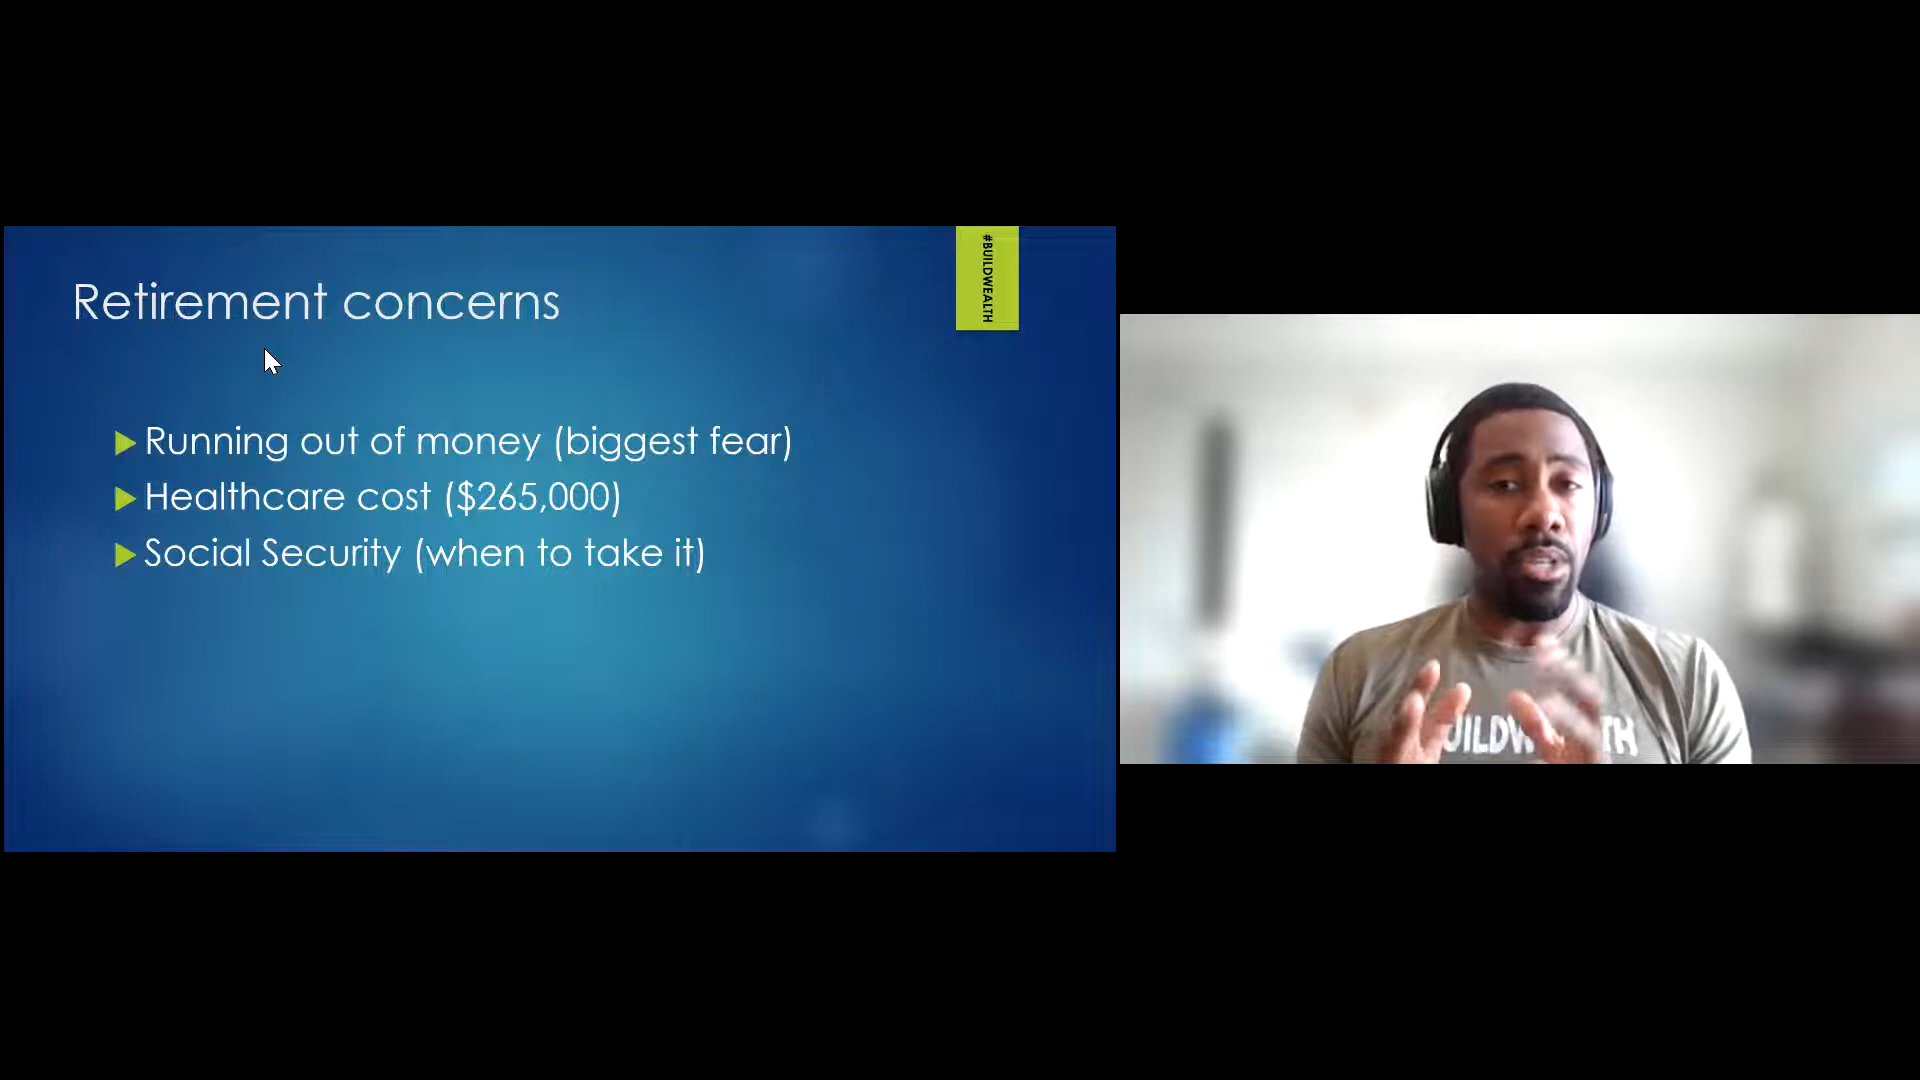 Retirement concerns
#BUILDWEALTH
Running out of money (biggest fear)
Healthcare cost ($265,000)
Social Security (when to take it)